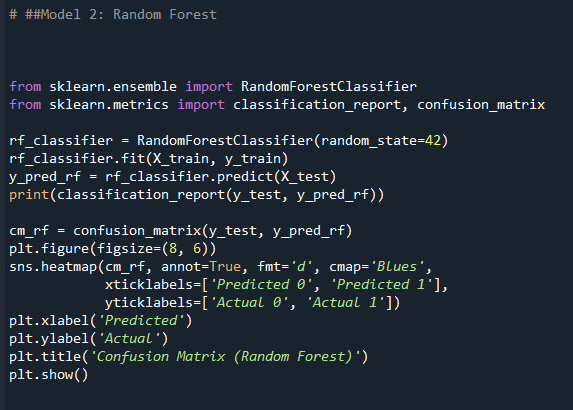 # ##Model 2: Random Forest
from sklearn.ensemble import RandomForestClassifier
from sklearn.metrics import classification_report, confusion_matrix
rf_classifier = RandomForestClassifier(random_state=42)
rf_classifier.fit(X_train, y_train)
y_pred_rf = rf_classifier.predict(X_test)
print(classification_report(y_test, y_pred_rf))
cm_rf = confusion_matrix(y_test, y_pred_rf)
plt.figure(figsize=(8, 6))
sns.heatmap(cm_rf, annot=True, fmt='d', cmap='Blues',
            xticklabels=['Predicted 0', 'Predicted 1'],
            yticklabels=['Actual 0', 'Actual 1'])
plt.xlabel('Predicted')
plt.ylabel('Actual')
plt.title('Confusion Matrix (Random Forest)')
plt.show()